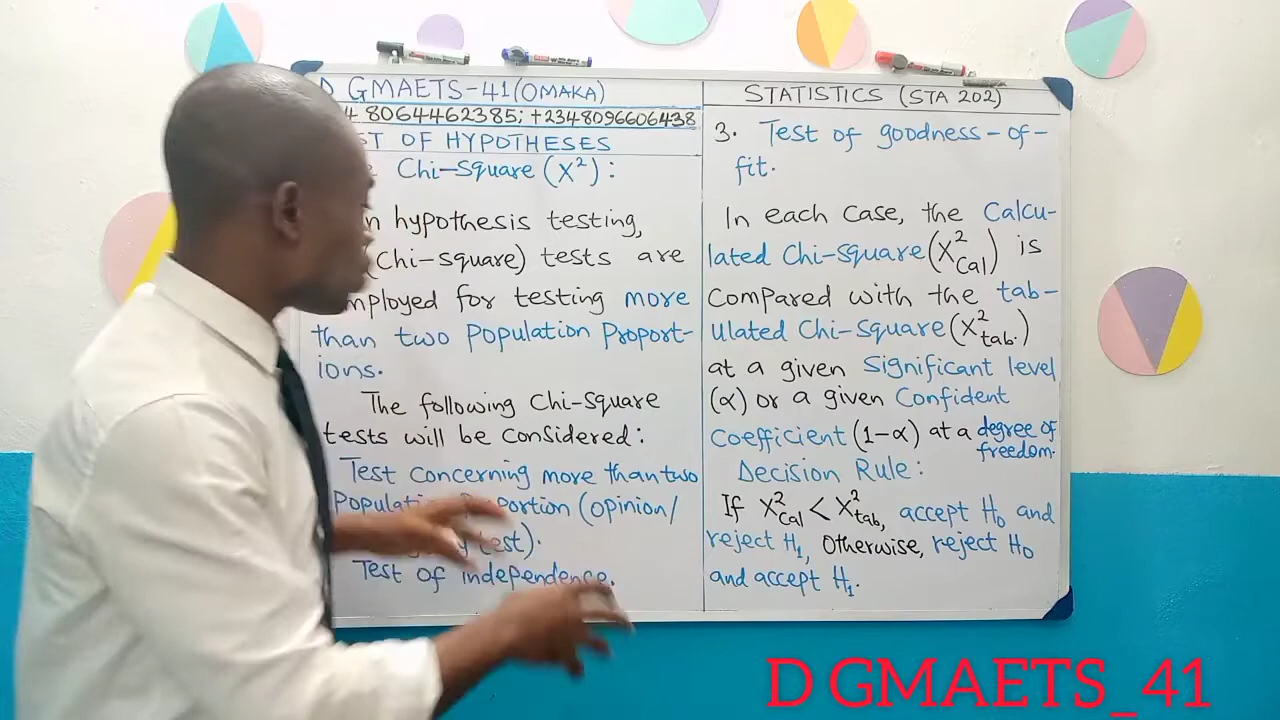 D GMAETS-41(OMAKA)
8064462385; +2348096606438
ST OF HYPOTHESES
Chi-Square (X²):
n hypothesis testing,
(Chi-square) tests are
mployed for testing more
than two Population Proport-
ions.
The following Chi-square
tests will be Considered:
Test concerning more than two
Populati portion (opinion/
test).
Test of independence.
STATISTICS (STA 202)
3. Test of goodness-of-
fit.
In each Case, the Calcu-
lated Chi-square (X²cal) is
Compared with the tab-
ulated Chi-square (X²tab.)
at a given Significant level
(α) or a given Confident
Coefficient (1-α) at a degree of
freedom.
Decision Rule:
If X²cal < X²tab, accept H₀ and
reject H₁, Otherwise, reject H₀
and accept H₁.
D GMAETS_41